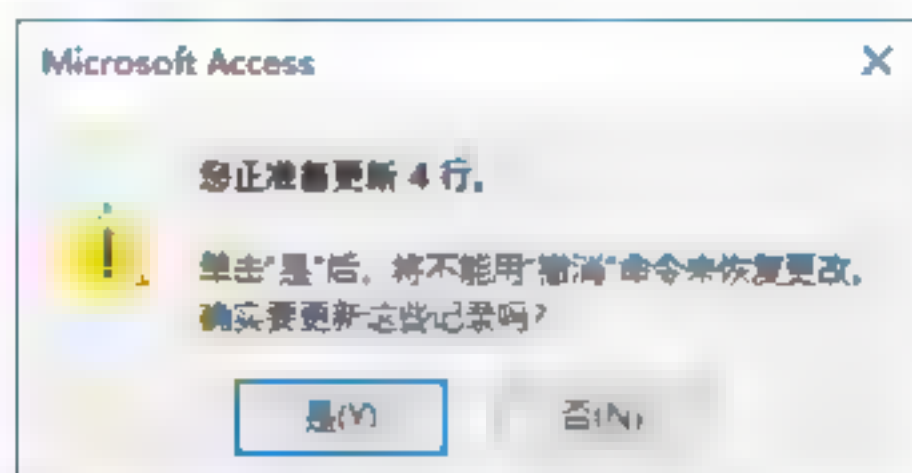 Microsoft Access
您正准备更新 4 行。
单击"是"后，将不能用"撤消"命令来恢复更改。
确实要更新这些记录吗?
是(Y)
否(N)